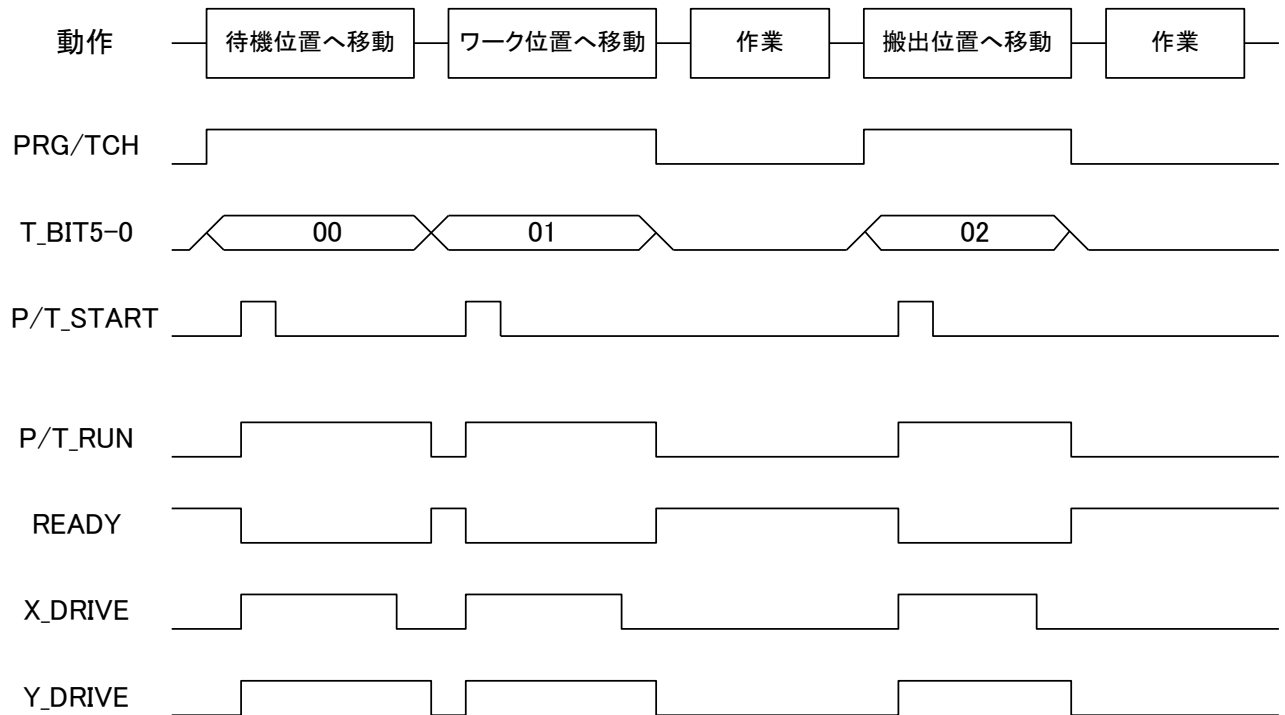 動作 待機位置へ移動 ワーク位置へ移動 作業 搬出位置へ移動 作業
PRG/TCH
T_BIT5-0 00 01 02
P/T_START
P/T_RUN
READY
X_DRIVE
Y_DRIVE